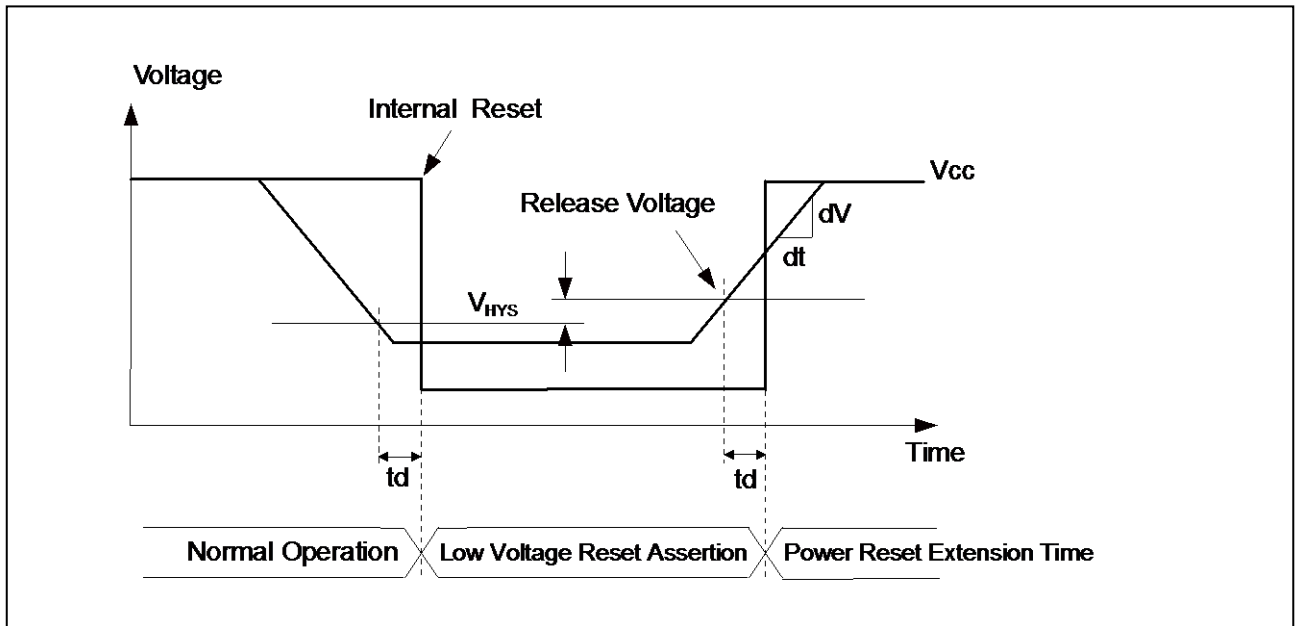 Voltage
Internal Reset
Vcc
Release Voltage
dV
dt
VHYS
Time
td
td
Normal Operation
Low Voltage Reset Assertion
Power Reset Extension Time